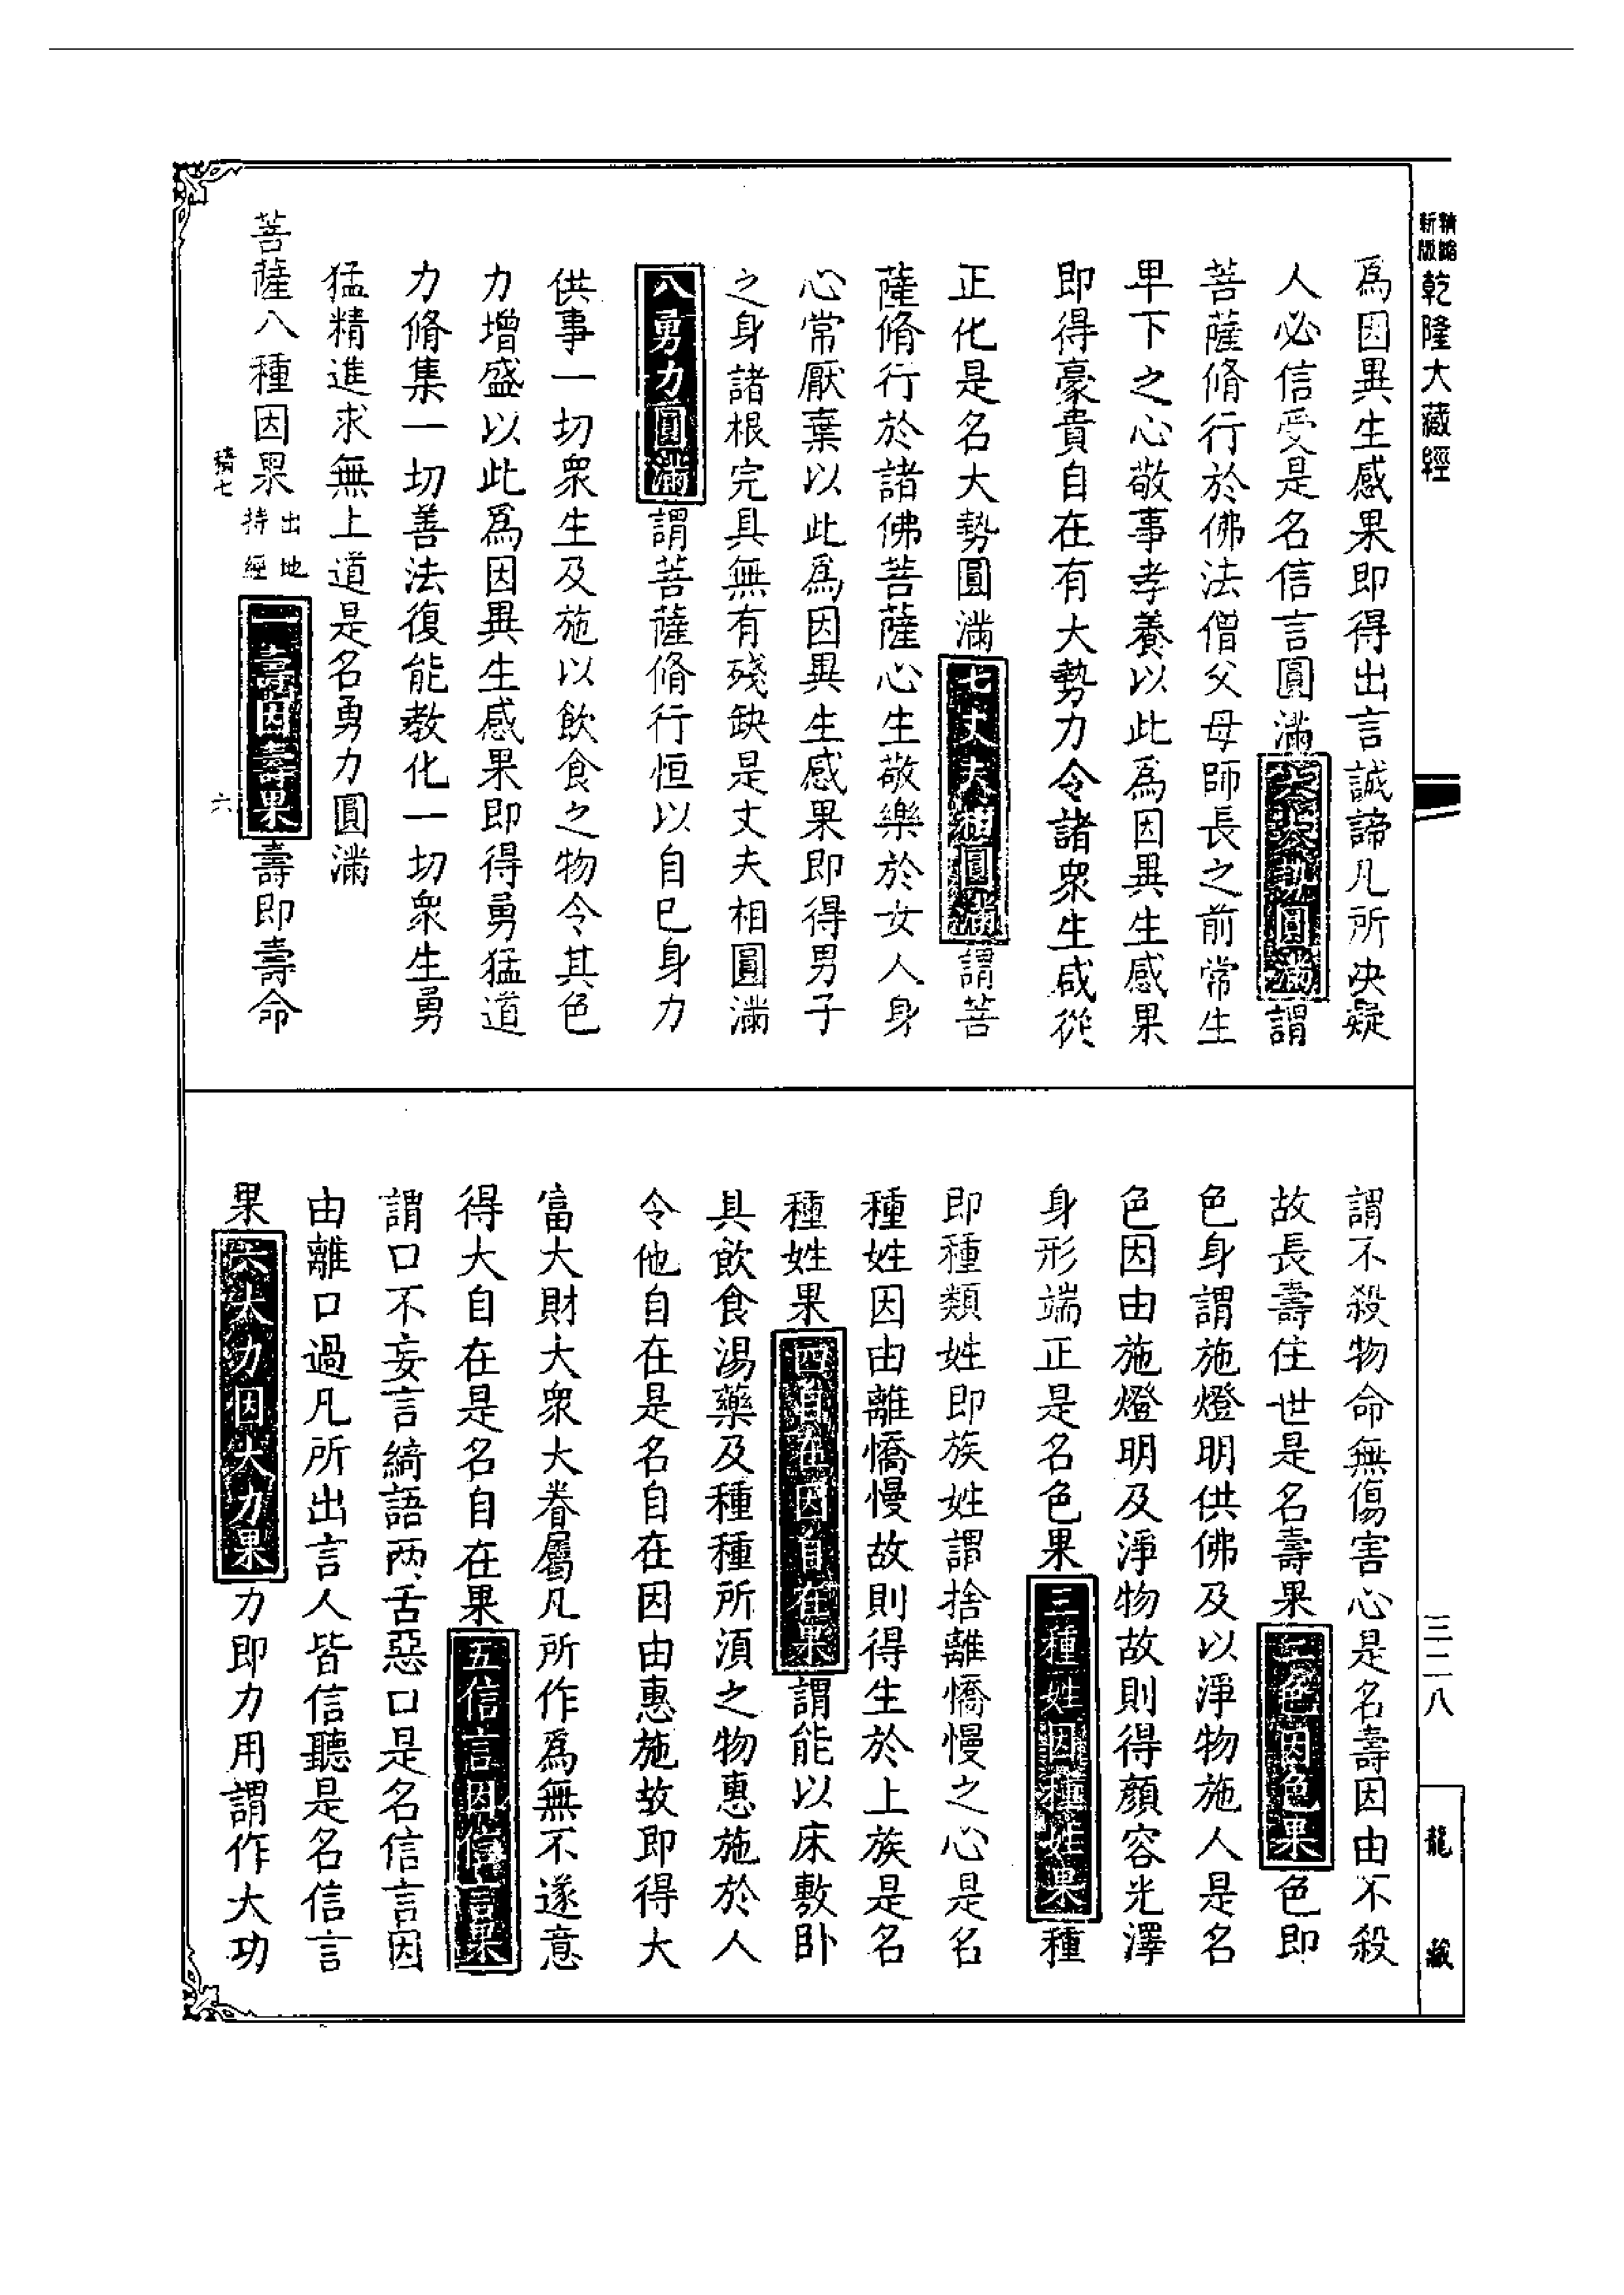 精縮
新版
乾隆大藏經
為因異生感果即得出言誠諦凡所決疑
人必信受是名信言圓滿六大勢圓滿謂
菩薩脩行於佛法僧父母師長之前常生
卑下之心敬事孝養以此為因異生感果
即得豪貴自在有大勢力令諸衆生咸從
正化是名大勢圓滿七丈夫相圓滿謂菩
薩脩行於諸佛菩薩心生敬樂於女人身
心常厭棄以此為因異生感果即得男子
之身諸根完具無有殘缺是丈夫相圓滿
八勇力圓滿謂菩薩脩行恒以自巳身力
供事一切衆生及施以飲食之物令其色
力增盛以此為因異生感果即得勇猛道
力脩集一切善法復能教化一切衆生勇
猛精進求無上道是名勇力圓滿
菩薩八種因果出地持經一壽因壽果壽即壽命
積七
六
謂不殺物命無傷害心是名壽因由不殺
故長壽住世是名壽果二色因色果色即
色身謂施燈明供佛及以淨物施人是名
色因由施燈明及淨物故則得顏容光澤
身形端正是名色果三種姓因種姓果種
即種類姓即族姓謂捨離憍慢之心是名
種姓因由離憍慢故則得生於上族是名
種姓果四自在因自在果謂能以床敷卧
具飲食湯藥及種種所湏之物惠施於人
令他自在是名自在因由惠施故即得大
富大財大衆大眷屬凡所作為無不遂意
得大自在是名自在果五信言因信言果
謂口不妄言綺語两舌惡口是名信言因
由離口過凡所出言人皆信聽是名信言
果六大力因大力果力即力用謂作大功
三二八
龍藏